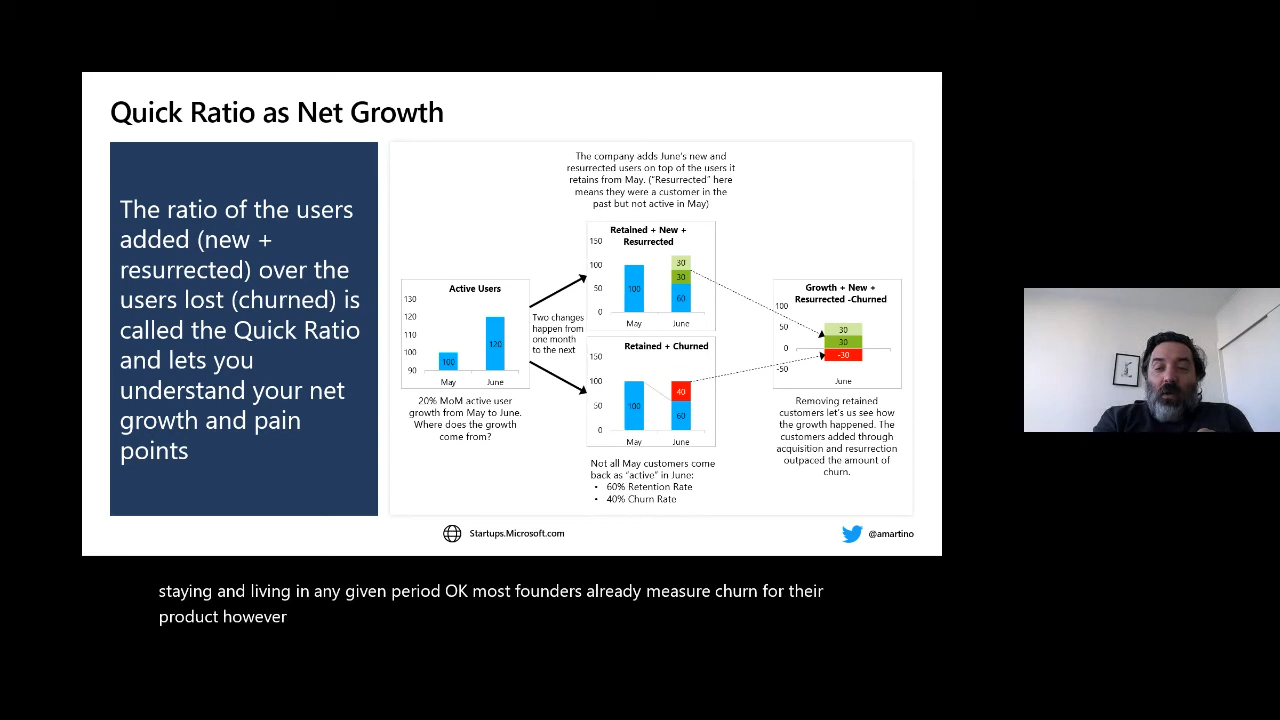 Quick Ratio as Net Growth
The ratio of the users
added (new +
resurrected) over the
users lost (churned) is
called the Quick Ratio
and lets you
understand your net
growth and pain
points
Active Users
130
120
110
100
90
100
120
May
June
20% MoM active user
growth from May to June.
Where does the growth
come from?
Two changes
happen from
one month
to the next
The company adds June's new and
resurrected users on top of the users it
retains from May. ("Resurrected" here
means they were a customer in the
past but not active in May)
Retained + New +
Resurrected
150
100
50
0
100
30
30
60
May
June
Retained + Churned
150
100
50
0
100
40
60
May
June
Not all May customers come
back as "active" in June:
• 60% Retention Rate
• 40% Churn Rate
Growth + New +
Resurrected -Churned
100
50
0
-50
30
30
-30
June
Removing retained
customers let's us see how
the growth happened. The
customers added through
acquisition and resurrection
outpaced the amount of
churn.
Startups.Microsoft.com
@amartino
staying and living in any given period OK most founders already measure churn for their
product however